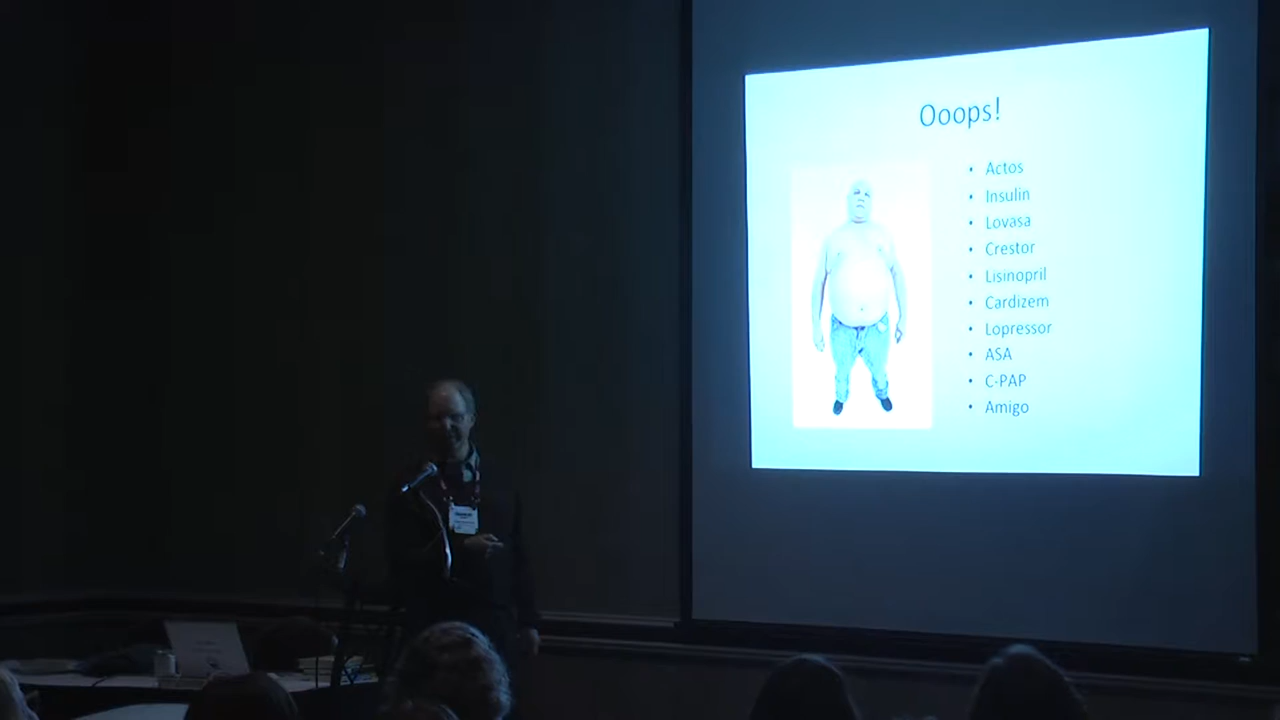 Ooops!
• Actos
• Insulin
• Lovasa
• Crestor
• Lisinopril
• Cardizem
• Lopressor
• ASA
• C-PAP
• Amigo